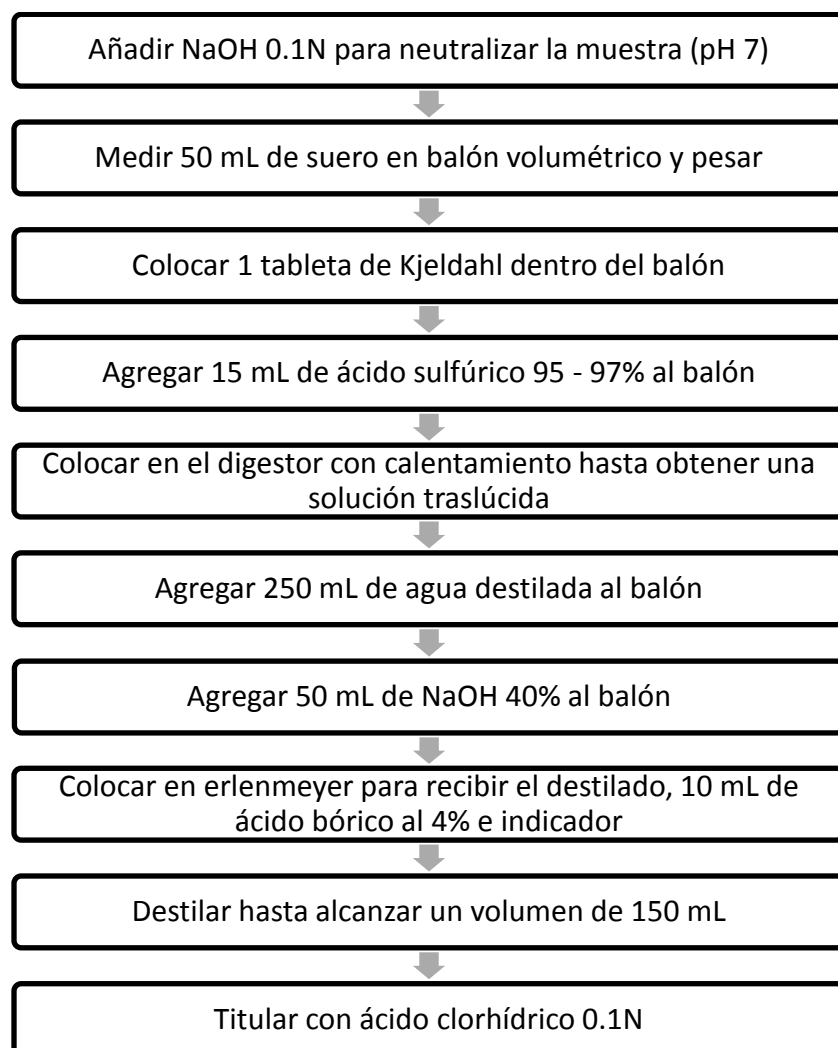 Añadir NaOH 0.1N para neutralizar la muestra (pH 7)
Medir 50 mL de suero en balón volumétrico y pesar
Colocar 1 tableta de Kjeldahl dentro del balón
Agregar 15 mL de ácido sulfúrico 95 - 97% al balón
Colocar en el digestor con calentamiento hasta obtener una
solución traslúcida
Agregar 250 mL de agua destilada al balón
Agregar 50 mL de NaOH 40% al balón
Colocar en erlenmeyer para recibir el destilado, 10 mL de
ácido bórico al 4% e indicador
Destilar hasta alcanzar un volumen de 150 mL
Titular con ácido clorhídrico 0.1N